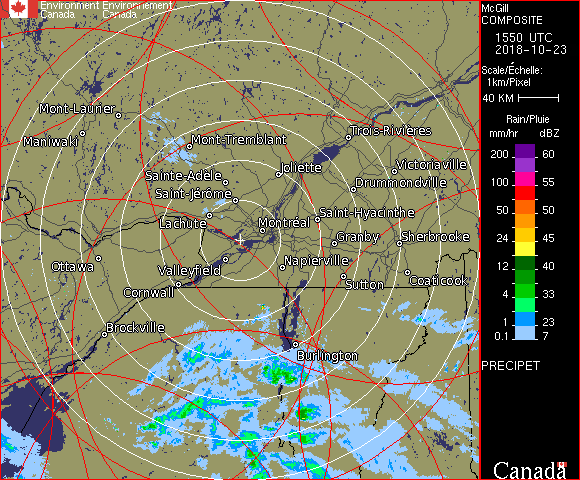 Environment Environnement
Canada Canada
McGill
COMPOSITE
1550 UTC
2018-10-23
Scale/Échelle:
1km/Pixel
40 KM
Rain/Pluie
mm/hr dBZ
200 60
100 55
50 50
24 45
12 40
4 33
1 23
0.1 7
PRECIPET
Canada
Mont-Laurier
Maniwaki
Mont-Tremblant
Trois-Rivières
Joliette
Victoriaville
Sainte-Adèle
Drummondville
Saint-Jérôme
Lachute
Saint-Hyacinthe
Montréal
Granby
Sherbrooke
Ottawa
Valleyfield
Napierville
Cornwall
Sutton
Coaticook
Brockville
Burlington